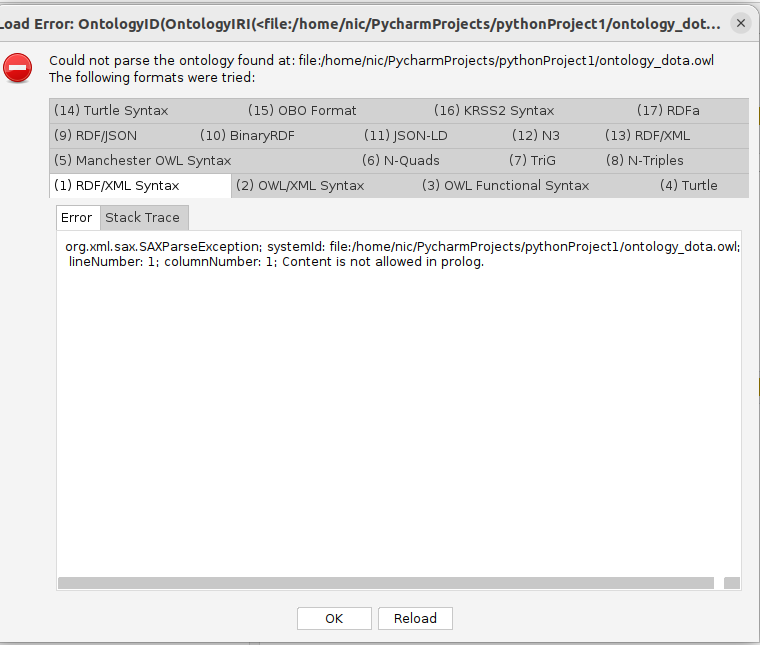 Load Error: OntologyID(OntologyIRI(<file:/home/nic/PycharmProjects/pythonProject1/ontology_dot...
Could not parse the ontology found at: file:/home/nic/PycharmProjects/pythonProject1/ontology_dota.owl
The following formats were tried:
(14) Turtle Syntax (15) OBO Format (16) KRSS2 Syntax (17) RDFa
(9) RDF/JSON (10) BinaryRDF (11) JSON-LD (12) N3 (13) RDF/XML
(5) Manchester OWL Syntax (6) N-Quads (7) TriG (8) N-Triples
(1) RDF/XML Syntax (2) OWL/XML Syntax (3) OWL Functional Syntax (4) Turtle
Error Stack Trace
org.xml.sax.SAXParseException; systemId: file:/home/nic/PycharmProjects/pythonProject1/ontology_dota.owl;
lineNumber: 1; columnNumber: 1; Content is not allowed in prolog.
OK Reload